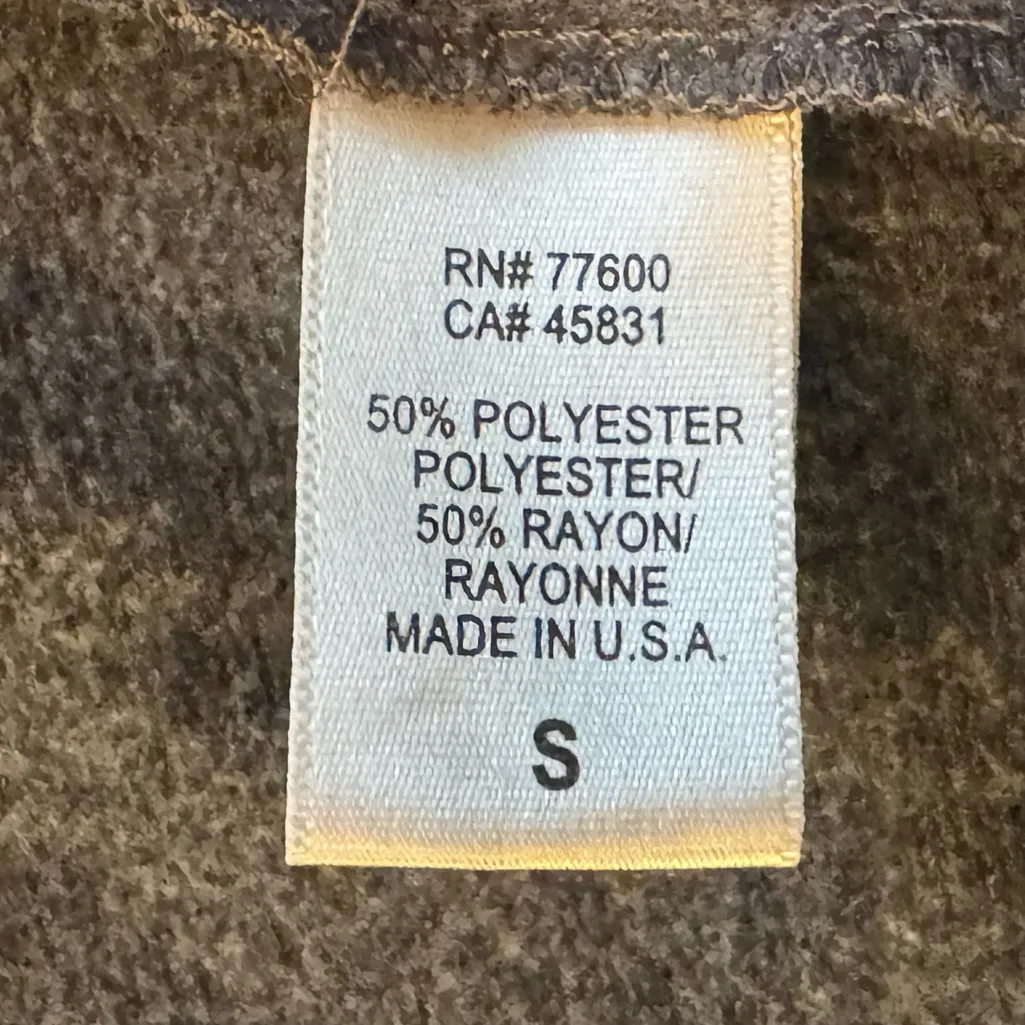 RN# 77600
CA# 45831
50% POLYESTER
POLYESTER/
50% RAYON/
RAYONNE
MADE IN U.S.A.
S